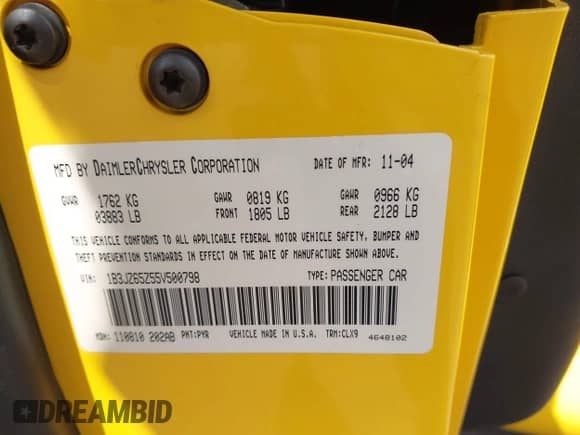 MFD BY DAIMLERCHRYSLER CORPORATION DATE OF MFR: 11-04
GVWR 1762 KG GAWR 0819 KG GAWR 0966 KG
03883 LB FRONT 1805 LB REAR 2128 LB
THIS VEHICLE CONFORMS TO ALL APPLICABLE FEDERAL MOTOR VEHICLE SAFETY, BUMPER AND
THEFT PREVENTION STANDARDS IN EFFECT ON THE DATE OF MANUFACTURE SHOWN ABOVE.
VIN: 1B3JZ65Z55V500798 TYPE: PASSENGER CAR
MDH: 110810 202AB PNT:PYR VEHICLE MADE IN U.S.A. TRM:CLX9 4648102
DREAMBID